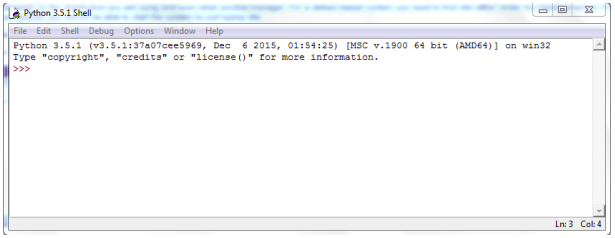 Python 3.5.1 Shell
File Edit Shell Debug Options Window Help
Python 3.5.1 (v3.5.1:37a07cee5969, Dec  6 2015, 01:54:25) [MSC v.1900 64 bit (AMD64)] on win32
Type "copyright", "credits" or "license()" for more information.
>>>
Ln: 3 Col: 4